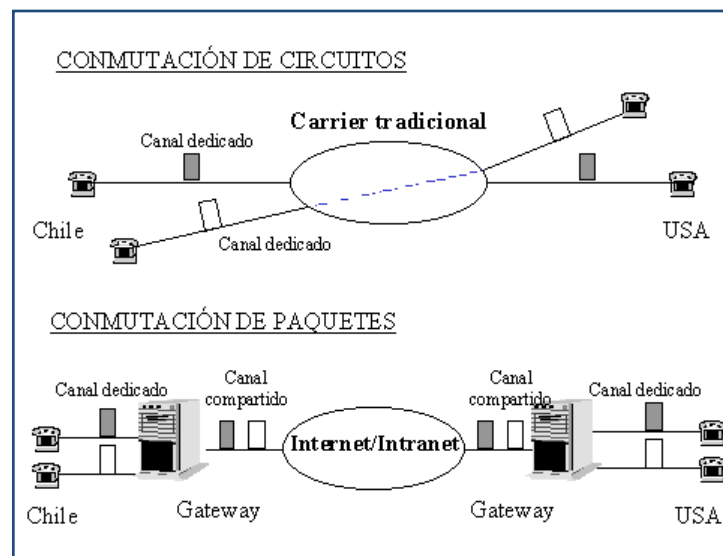 CONMUTACIÓN DE CIRCUITOS
Carrier tradicional
Canal dedicado
Chile
Canal dedicado
USA
CONMUTACIÓN DE PAQUETES
Canal dedicado
Canal
compartido
Canal
compartido
Canal dedicado
Internet/Intranet
Chile
Gateway
Gateway
USA